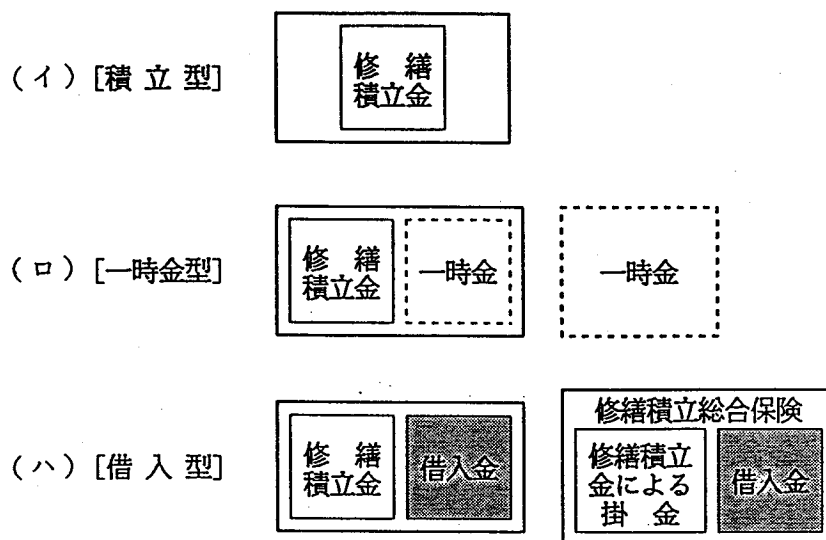 (イ) [積 立 型]
修 繕
積立金
(ロ) [一時金型]
修 繕
積立金
一時金
一時金
(ハ) [借 入 型]
修 繕
積立金
借入金
修繕積立総合保険
修繕積立
金による
掛 金
借入金